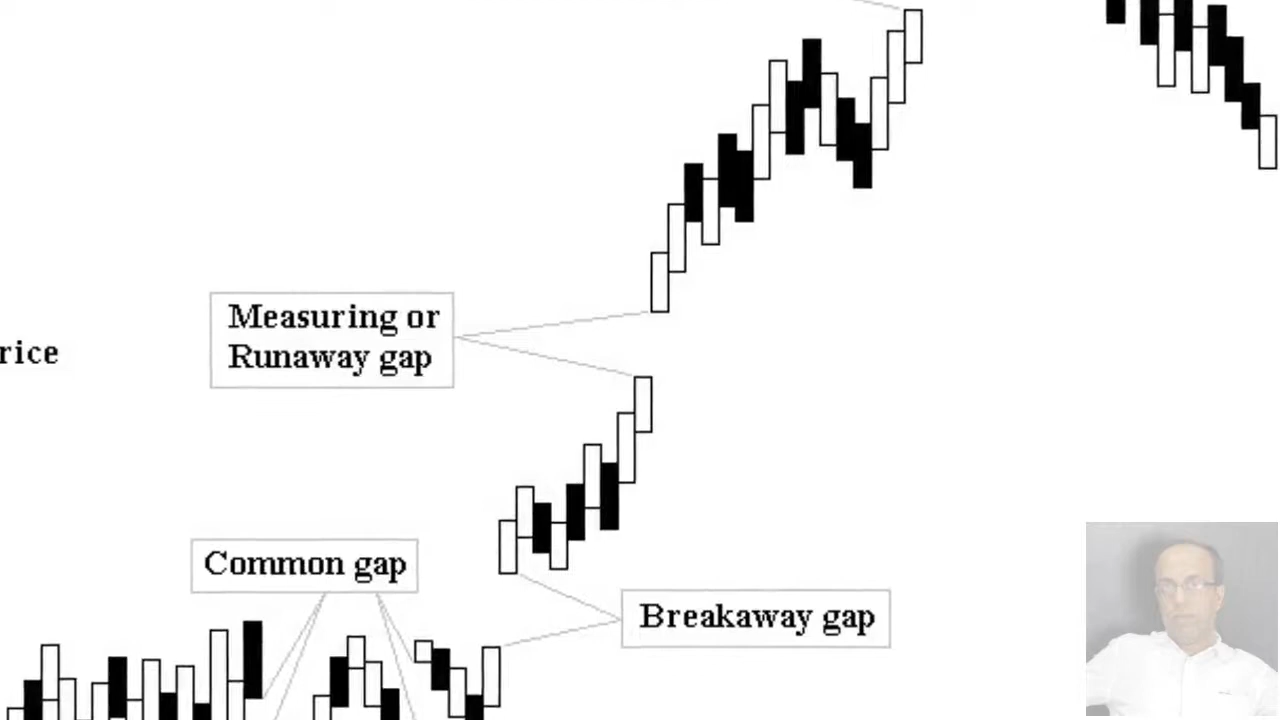 Measuring or
Runaway gap
rice
Common gap
Breakaway gap